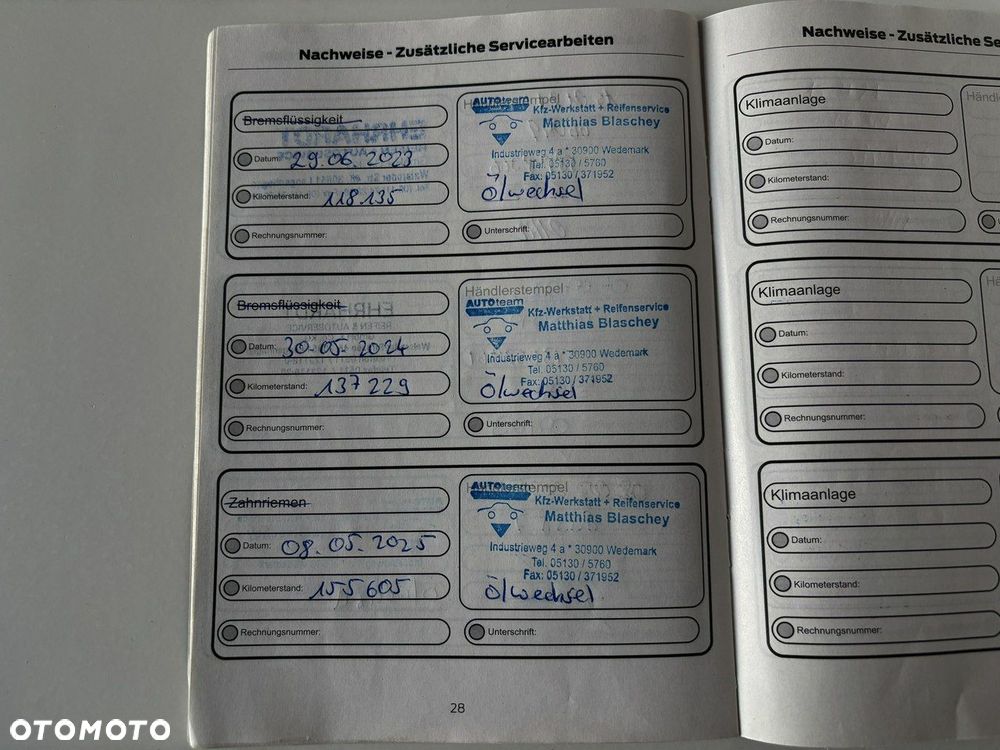 Nachweise - Zusätzliche Servicearbeiten
Bremsflüssigkeit
Datum: 29.06.2023
Kilometerstand: 118.135
Rechnungsnummer:
AUTOteam
Kfz-Werkstatt + Reifenservice
Matthias Blaschey
Industrieweg 4 a * 30900 Wedemark
Tel. 05130 / 5760
Fax: 05130 / 371952
Ölwechsel
Unterschrift:
Bremsflüssigkeit
Datum: 30.05.2024
Kilometerstand: 137229
Rechnungsnummer:
Händlerstempel
AUTOteam
Kfz-Werkstatt + Reifenservice
Matthias Blaschey
Industrieweg 4 a * 30900 Wedemark
Tel. 05130 / 5760
Fax: 05130 / 371952
Ölwechsel
Unterschrift:
Zahnriemen
Datum: 08.05.2025
Kilometerstand: 155605
Rechnungsnummer:
AUTOteam
Kfz-Werkstatt + Reifenservice
Matthias Blaschey
Industrieweg 4 a * 30900 Wedemark
Tel. 05130 / 5760
Fax: 05130 / 371952
Ölwechsel
Unterschrift:
28
Nachweise - Zusätzliche Se
Klimaanlage
Datum:
Kilometerstand:
Rechnungsnummer:
Klimaanlage
Datum:
Kilometerstand:
Rechnungsnummer:
Klimaanlage
Datum:
Kilometerstand:
Rechnungsnummer:
OTOMOTO